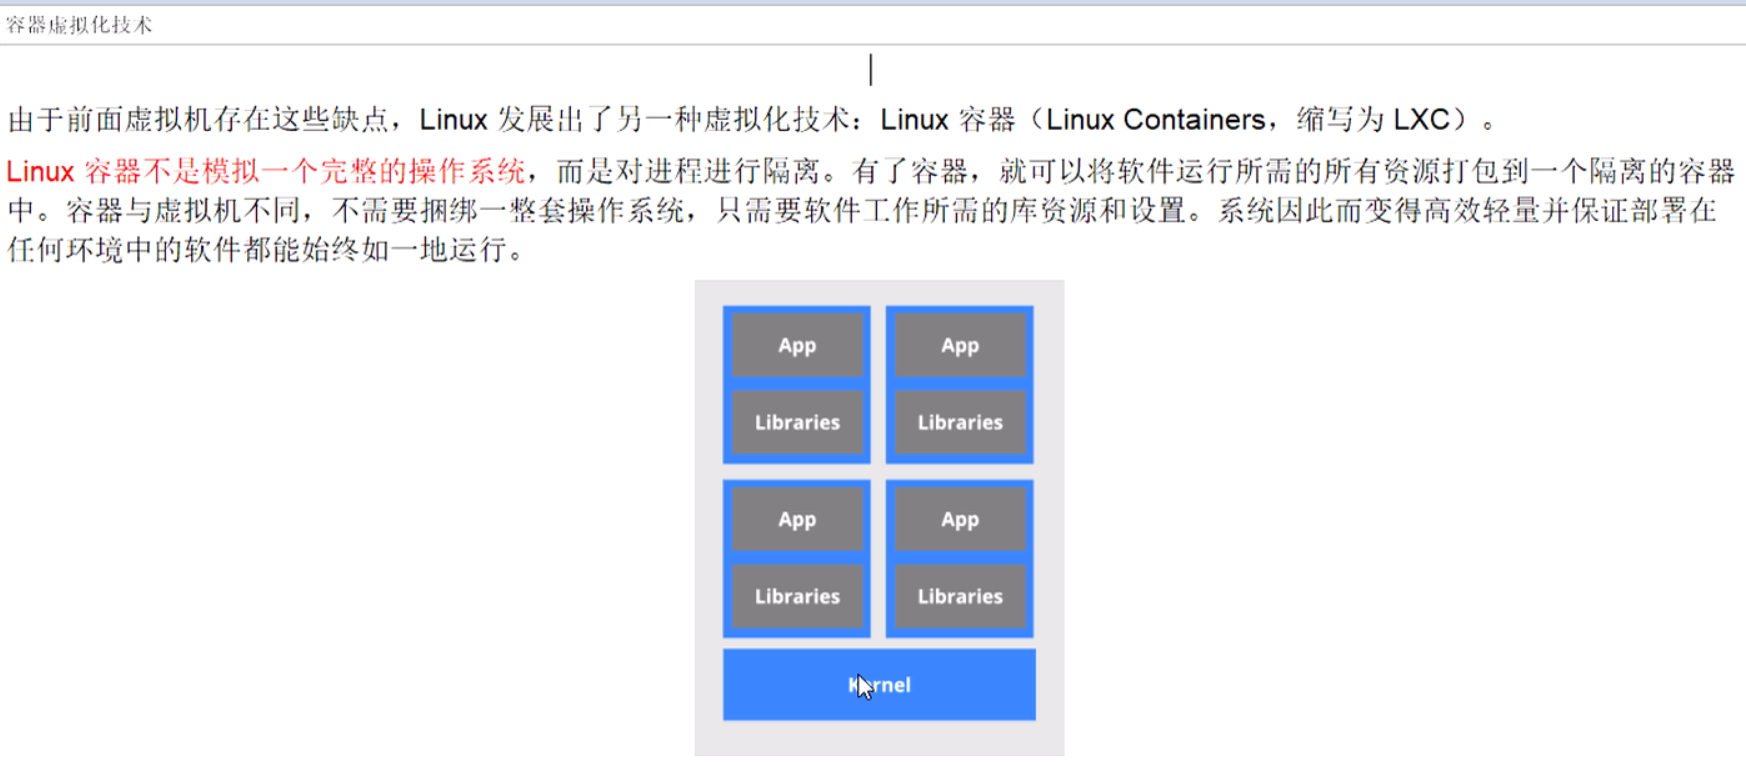 容器虚拟化技术
由于前面虚拟机存在这些缺点，Linux 发展出了另一种虚拟化技术：Linux 容器（Linux Containers，缩写为 LXC）。
Linux 容器不是模拟一个完整的操作系统，而是对进程进行隔离。有了容器，就可以将软件运行所需的所有资源打包到一个隔离的容器
中。容器与虚拟机不同，不需要捆绑一整套操作系统，只需要软件工作所需的库资源和设置。系统因此而变得高效轻量并保证部署在
任何环境中的软件都能始终如一地运行。
App App
Libraries Libraries
App App
Libraries Libraries
Kernel